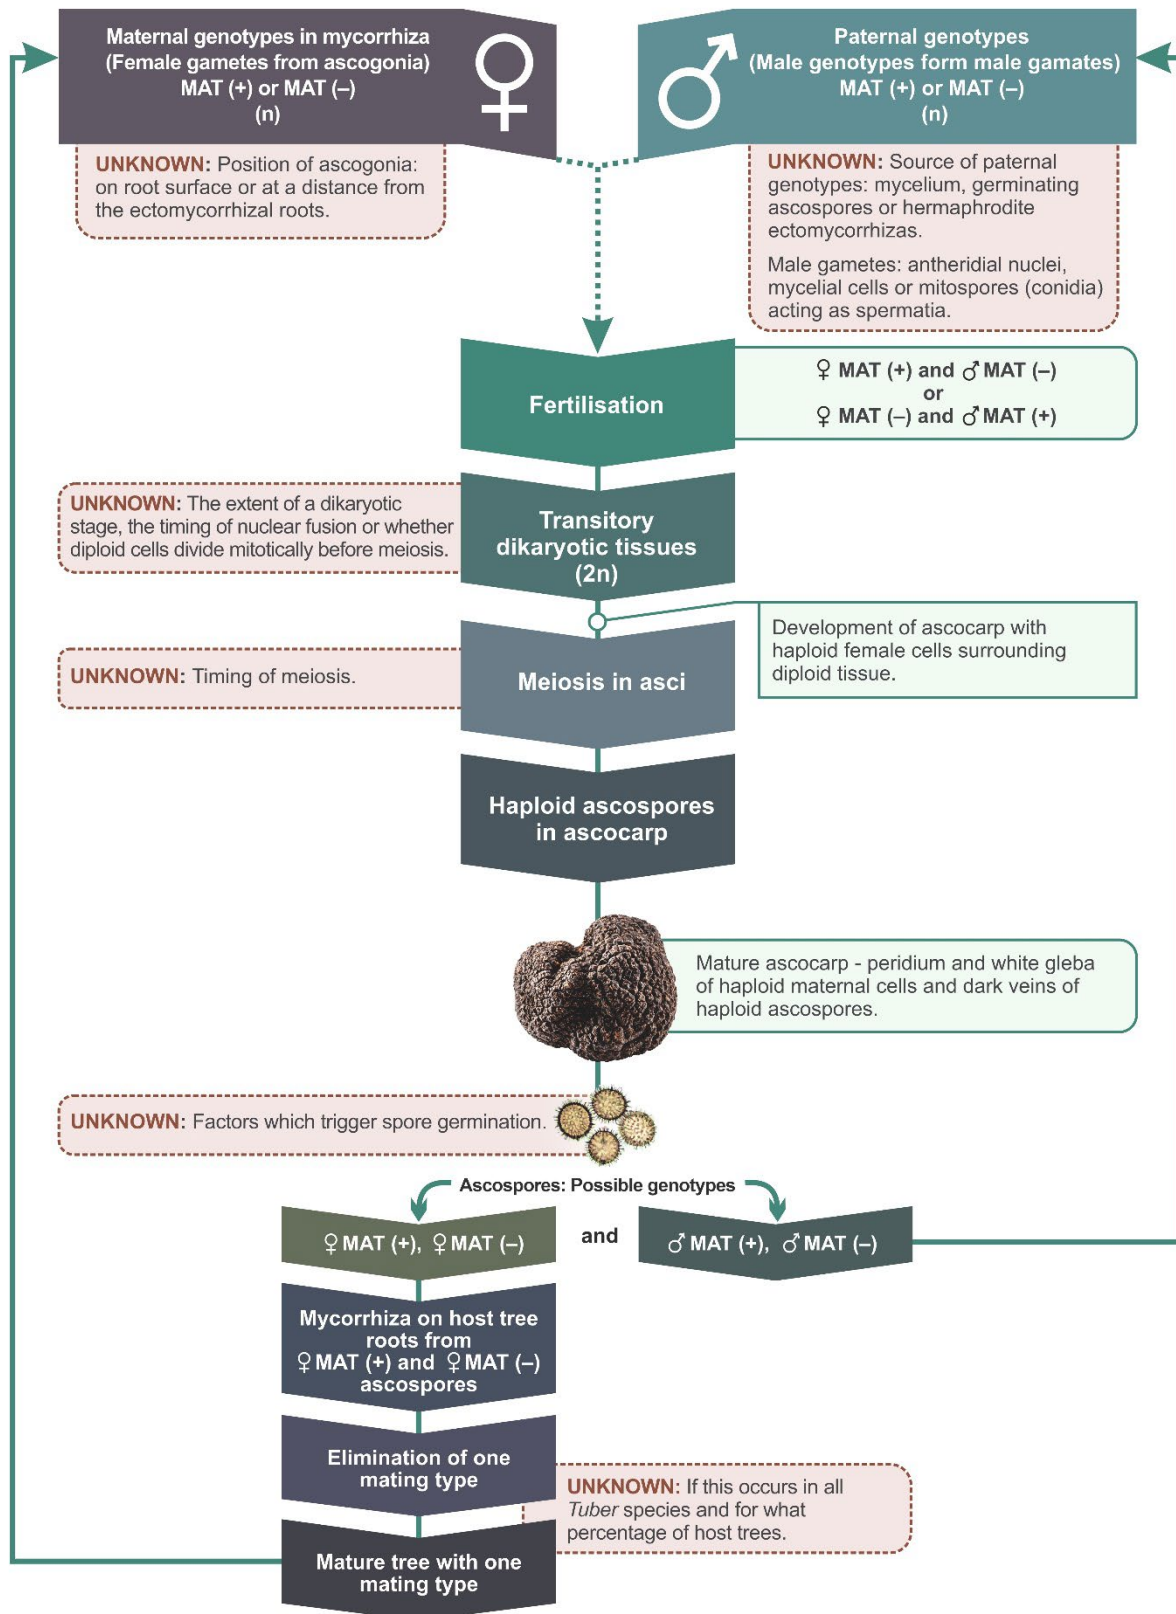 Maternal genotypes in mycorrhiza
(Female gametes from ascogonia)
MAT (+) or MAT (–)
(n)
♀
♂
Paternal genotypes
(Male genotypes form male gamates)
MAT (+) or MAT (–)
(n)
UNKNOWN: Position of ascogonia:
on root surface or at a distance from
the ectomycorrhizal roots.
UNKNOWN: Source of paternal
genotypes: mycelium, germinating
ascospores or hermaphrodite
ectomycorrhizas.
Male gametes: antheridial nuclei,
mycelial cells or mitospores (conidia)
acting as spermatia.
Fertilisation
♀ MAT (+) and ♂ MAT (–)
or
♀ MAT (–) and ♂ MAT (+)
UNKNOWN: The extent of a dikaryotic
stage, the timing of nuclear fusion or whether
diploid cells divide mitotically before meiosis.
Transitory
dikaryotic tissues
(2n)
Development of ascocarp with
haploid female cells surrounding
diploid tissue.
UNKNOWN: Timing of meiosis.
Meiosis in asci
Haploid ascospores
in ascocarp
Mature ascocarp - peridium and white gleba
of haploid maternal cells and dark veins of
haploid ascospores.
UNKNOWN: Factors which trigger spore germination.
Ascospores: Possible genotypes
♀ MAT (+), ♀ MAT (–)
and
♂ MAT (+), ♂ MAT (–)
Mycorrhiza on host tree
roots from
♀ MAT (+) and ♀ MAT (–)
ascospores
Elimination of one
mating type
UNKNOWN: If this occurs in all
Tuber species and for what
percentage of host trees.
Mature tree with one
mating type